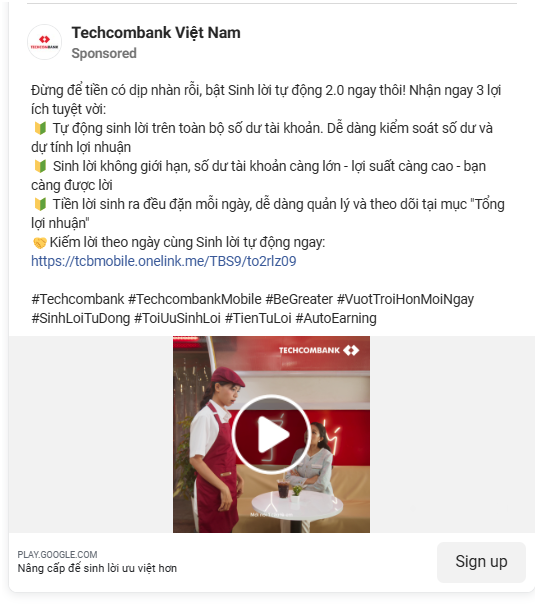 Techcombank Việt Nam
TECHCOMBANK
Sponsored
Đừng để tiền có dịp nhàn rỗi, bật Sinh lời tự động 2.0 ngay thôi! Nhận ngay 3 lợi
ích tuyệt vời:
🔰 Tự động sinh lời trên toàn bộ số dư tài khoản. Dễ dàng kiểm soát số dư và
dự tính lợi nhuận
🔰 Sinh lời không giới hạn, số dư tài khoản càng lớn - lợi suất càng cao - bạn
càng được lời
🔰 Tiền lời sinh ra đều đặn mỗi ngày, dễ dàng quản lý và theo dõi tại mục "Tổng
lợi nhuận"
🤝Kiếm lời theo ngày cùng Sinh lời tự động ngay:
https://tcbmobile.onelink.me/TBS9/to2rlz09
#Techcombank #TechcombankMobile #BeGreater #VuotTroiHonMoiNgay
#SinhLoiTuDong #ToiUuSinhLoi #TienTuLoi #AutoEarning
TECHCOMBANK
PLAY.GOOGLE.COM
Nâng cấp để sinh lời ưu việt hơn
Sign up